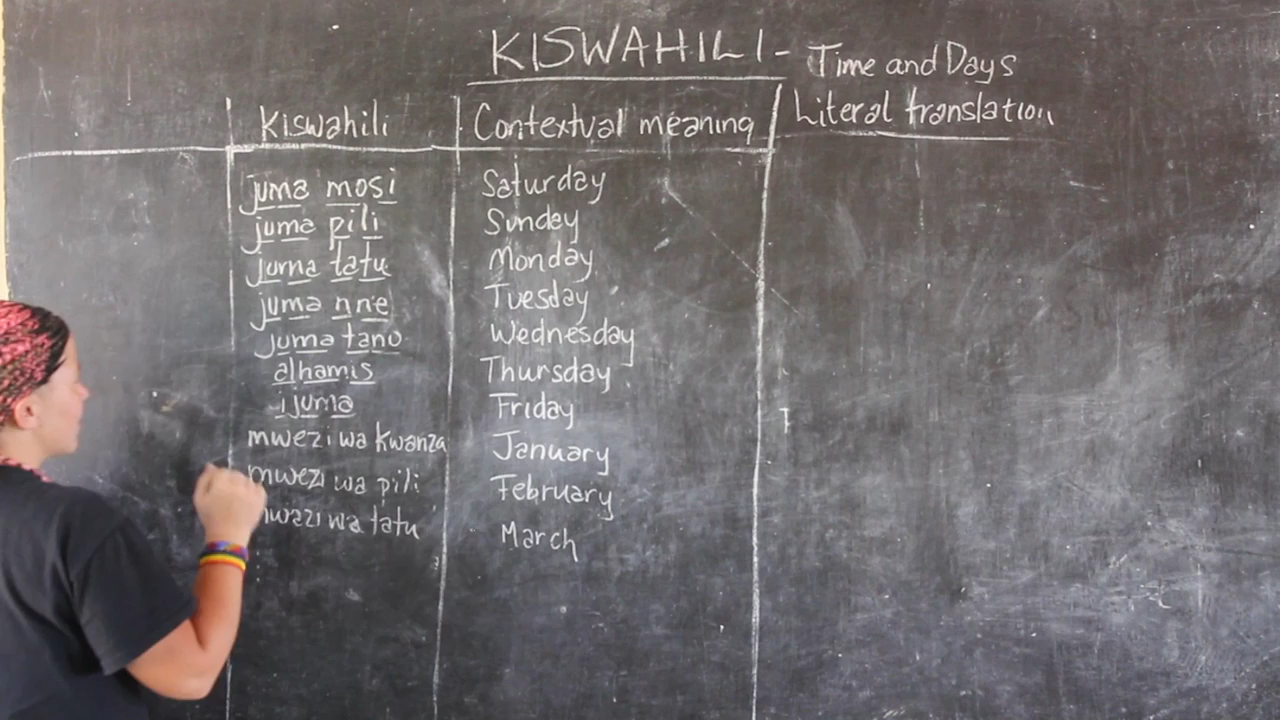 KISWAHILI - Time and Days
Kiswahili Contextual meaning Literal translation
juma mosi Saturday
juma pili Sunday
juma tatu Monday
juma nne Tuesday
juma tano Wednesday
alhamis Thursday
ijuma Friday
mwezi wa kwanza January
mwezi wa pili February
mwazi wa tatu March